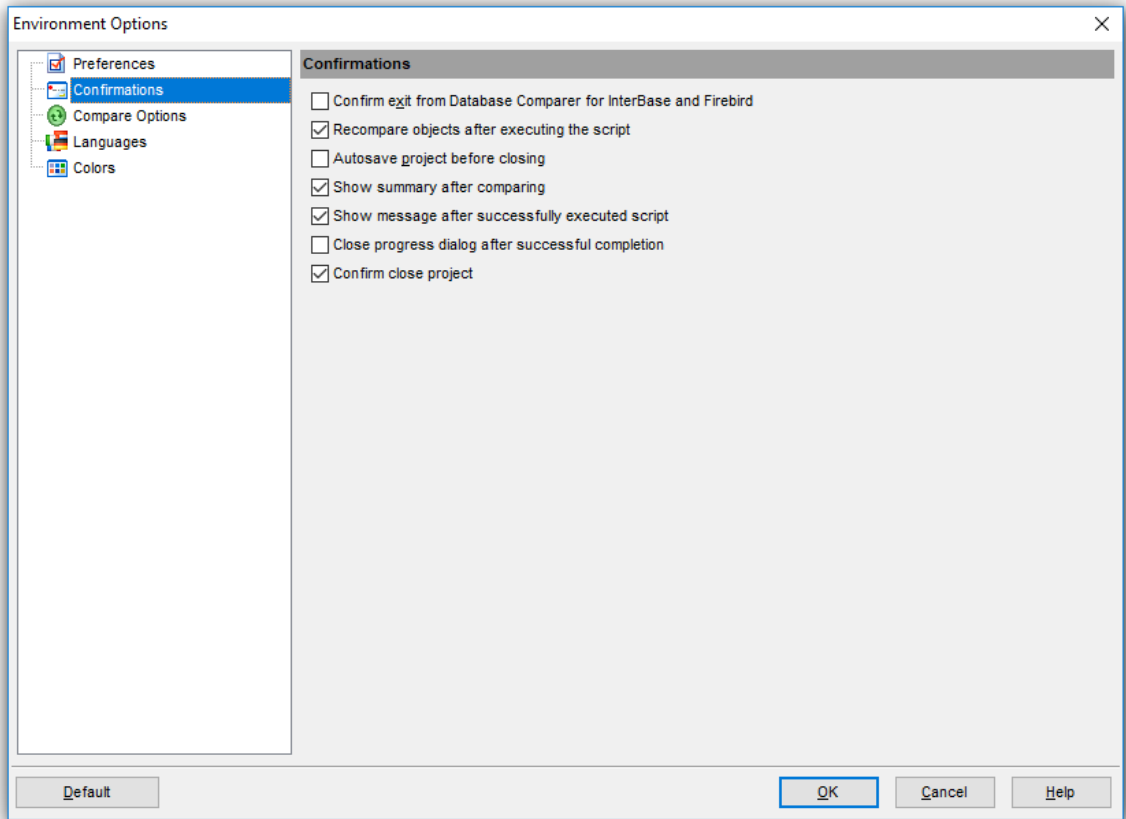 Environment Options
Preferences
Confirmations
Compare Options
Languages
Colors
Confirmations
Confirm exit from Database Comparer for InterBase and Firebird
Recompare objects after executing the script
Autosave project before closing
Show summary after comparing
Show message after successfully executed script
Close progress dialog after successful completion
Confirm close project
Default
OK
Cancel
Help